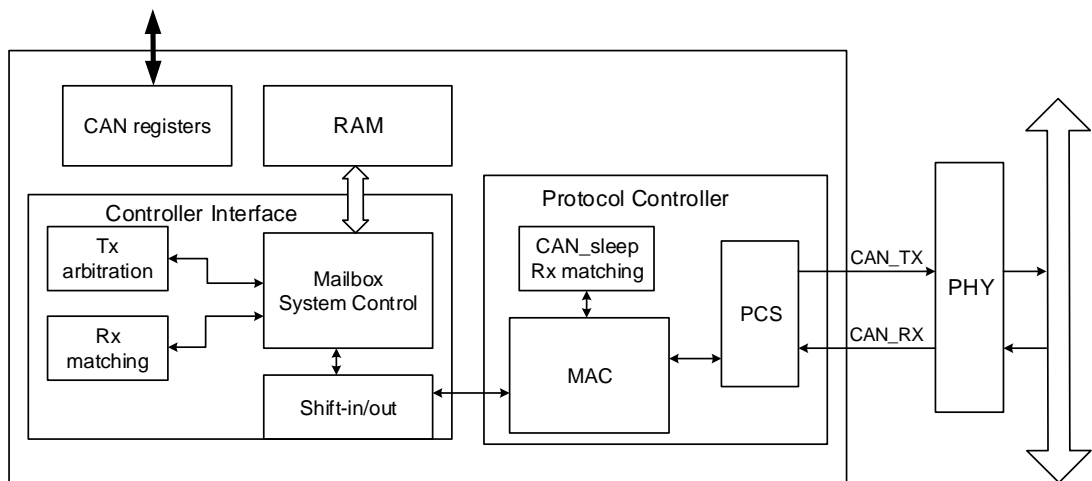 CAN registers
RAM
Controller Interface
Tx
arbitration
Rx
matching
Mailbox
System Control
Shift-in/out
Protocol Controller
CAN_sleep
Rx matching
MAC
PCS
CAN_TX
CAN_RX
PHY